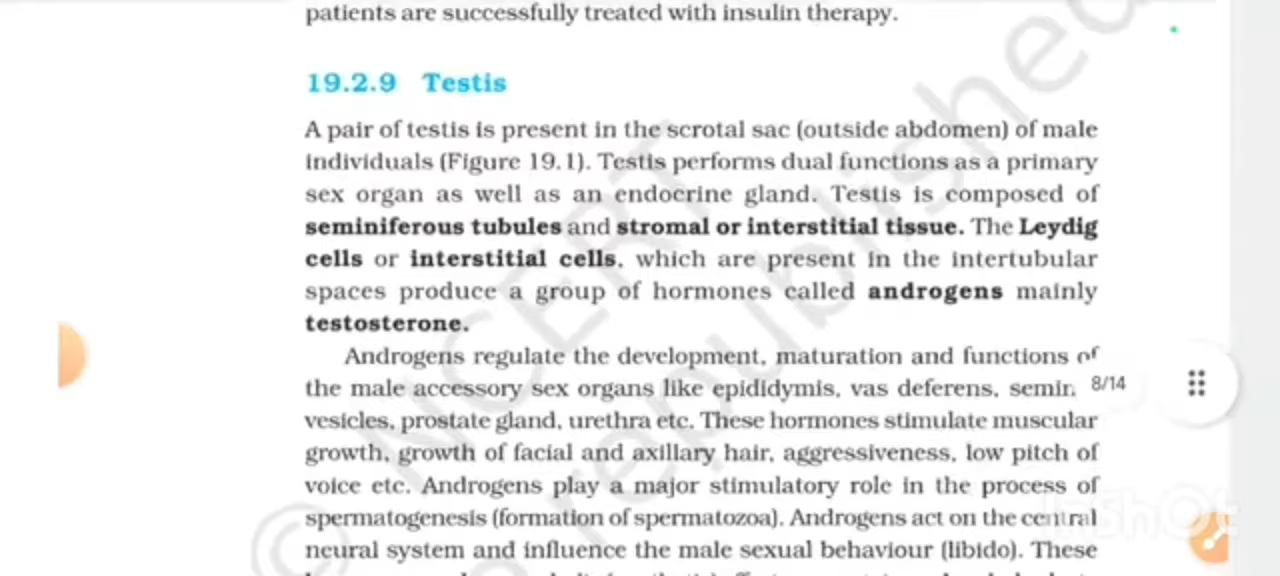 patients are successfully treated with insulin therapy.
19.2.9 Testis
A pair of testis is present in the scrotal sac (outside abdomen) of male
individuals (Figure 19.1). Testis performs dual functions as a primary
sex organ as well as an endocrine gland. Testis is composed of
seminiferous tubules and stromal or interstitial tissue. The Leydig
cells or interstitial cells, which are present in the intertubular
spaces produce a group of hormones called androgens mainly
testosterone.
Androgens regulate the development, maturation and functions of
the male accessory sex organs like epididymis, vas deferens,
8/14
vesicles, prostate gland, urethra etc. These hormones stimulate muscular
growth, growth of facial and axillary hair, aggressiveness, low pitch of
voice etc. Androgens play a major stimulatory role in the process of
spermatogenesis (formation of spermatozoa). Androgens act on the central
neural system and influence the male sexual behaviour (libido). These
© NCERT
republished
InShOt